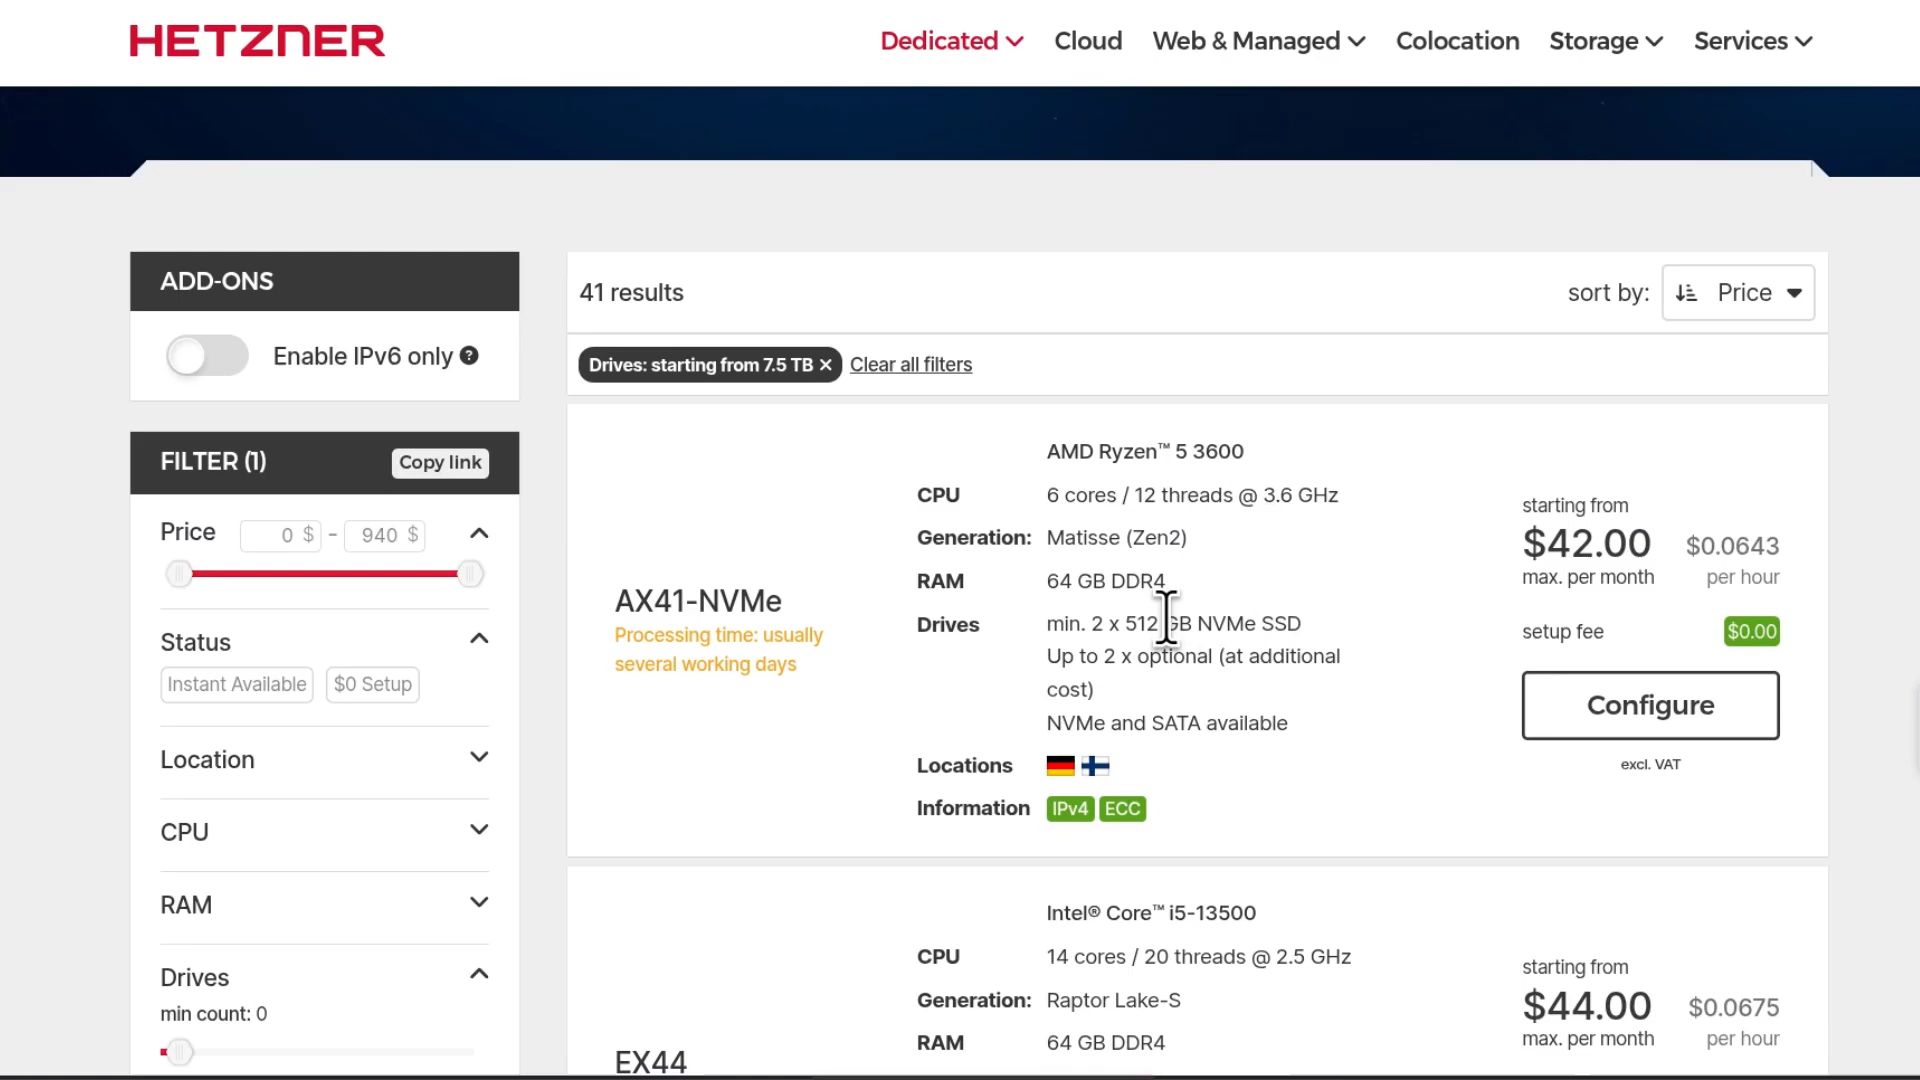 HETZNER
Dedicated
Cloud
Web & Managed
Colocation
Storage
Services
ADD-ONS
Enable IPv6 only ?
FILTER (1)
Copy link
Price 0 $ - 940 $
Status
Instant Available
$0 Setup
Location
CPU
RAM
Drives
min count: 0
41 results
sort by: Price
Drives: starting from 7.5 TB ×
Clear all filters
AX41-NVMe
Processing time: usually
several working days
AMD Ryzen™ 5 3600
CPU 6 cores / 12 threads @ 3.6 GHz
Generation: Matisse (Zen2)
RAM 64 GB DDR4
Drives min. 2 x 512 GB NVMe SSD
Up to 2 x optional (at additional
cost)
NVMe and SATA available
Locations
Information IPv4 ECC
starting from
$42.00 $0.0643
max. per month per hour
setup fee $0.00
Configure
excl. VAT
EX44
Intel® Core™ i5-13500
CPU 14 cores / 20 threads @ 2.5 GHz
Generation: Raptor Lake-S
RAM 64 GB DDR4
starting from
$44.00 $0.0675
max. per month per hour